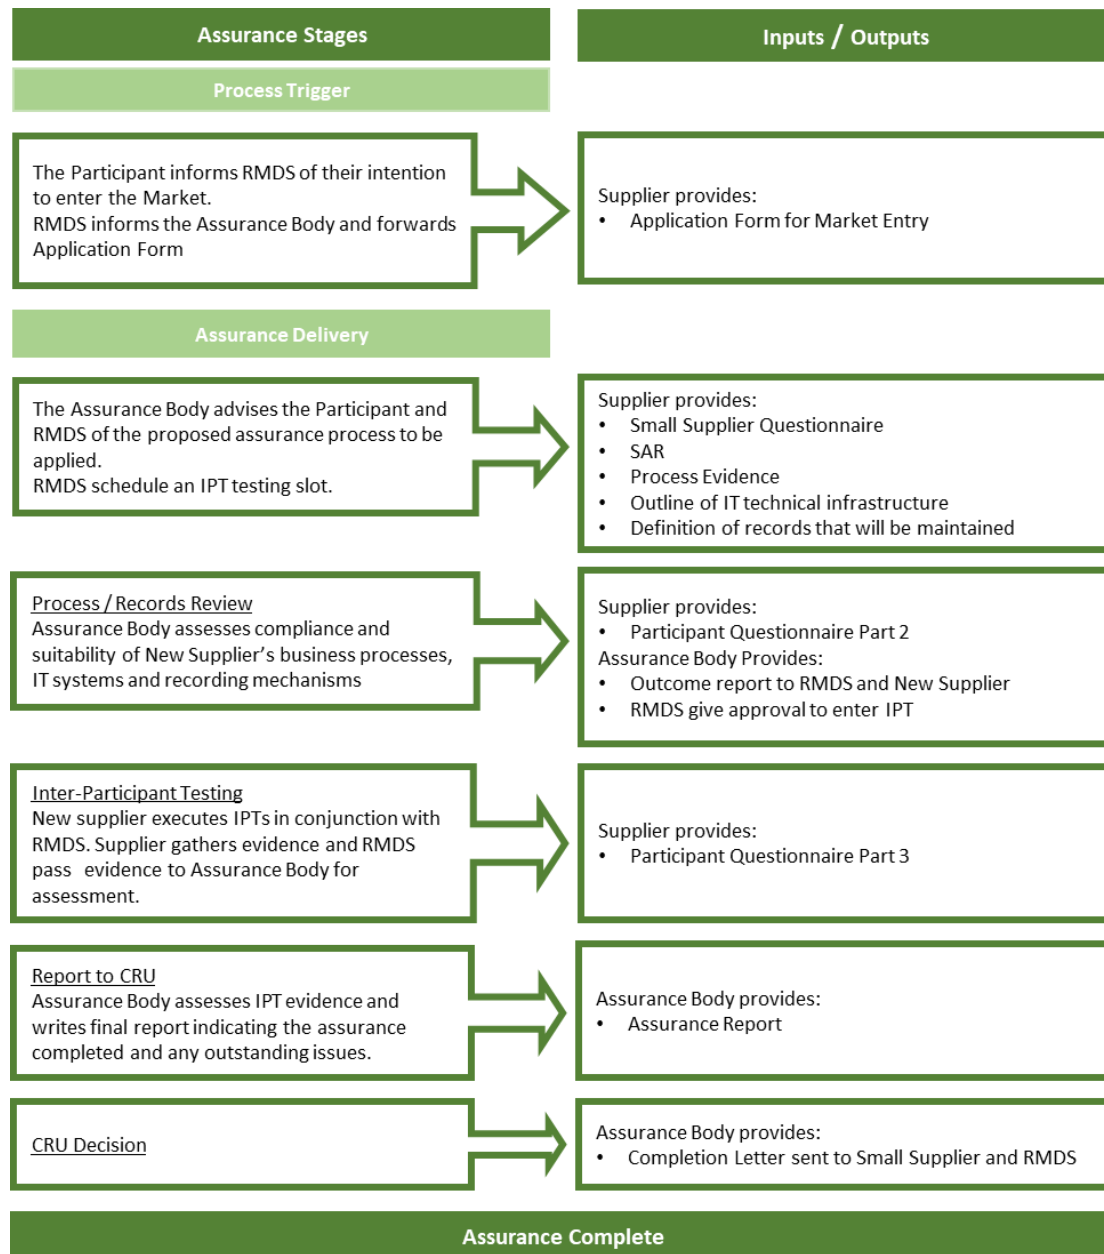 Assurance Stages
Inputs / Outputs
Process Trigger
The Participant informs RMDS of their intention
to enter the Market.
RMDS informs the Assurance Body and forwards
Application Form
Supplier provides:
• Application Form for Market Entry
Assurance Delivery
The Assurance Body advises the Participant and
RMDS of the proposed assurance process to be
applied.
RMDS schedule an IPT testing slot.
Supplier provides:
• Small Supplier Questionnaire
• SAR
• Process Evidence
• Outline of IT technical infrastructure
• Definition of records that will be maintained
Process / Records Review
Assurance Body assesses compliance and
suitability of New Supplier's business processes,
IT systems and recording mechanisms
Supplier provides:
• Participant Questionnaire Part 2
Assurance Body Provides:
• Outcome report to RMDS and New Supplier
• RMDS give approval to enter IPT
Inter-Participant Testing
New supplier executes IPTs in conjunction with
RMDS. Supplier gathers evidence and RMDS
pass evidence to Assurance Body for
assessment.
Supplier provides:
• Participant Questionnaire Part 3
Report to CRU
Assurance Body assesses IPT evidence and
writes final report indicating the assurance
completed and any outstanding issues.
Assurance Body provides:
• Assurance Report
CRU Decision
Assurance Body provides:
• Completion Letter sent to Small Supplier and RMDS
Assurance Complete